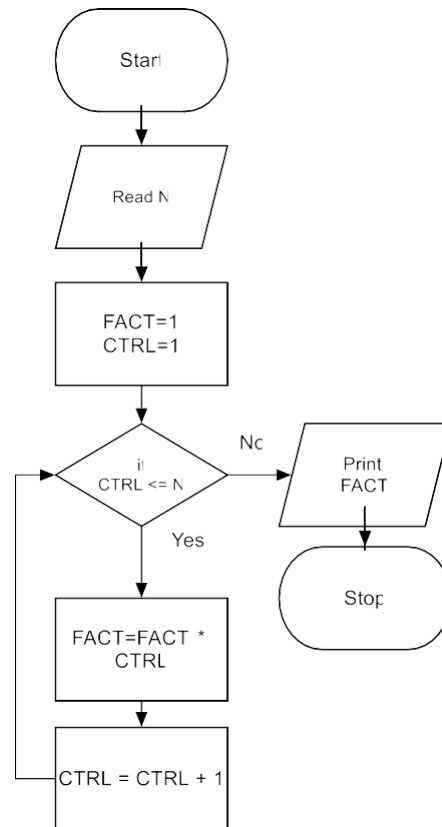 Start
Read N
FACT=1
CTRL=1
if
CTRL <= N
No
Print
FACT
Yes
Stop
FACT=FACT *
CTRL
CTRL = CTRL + 1